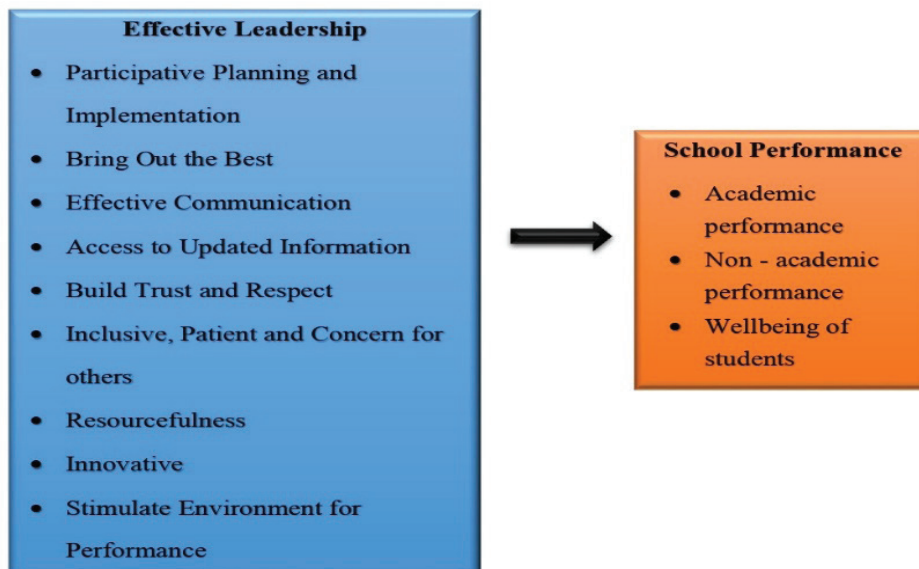 Effective Leadership
• Participative Planning and
Implementation
• Bring Out the Best
• Effective Communication
• Access to Updated Information
• Build Trust and Respect
• Inclusive, Patient and Concern for
others
• Resourcefulness
• Innovative
• Stimulate Environment for
Performance
School Performance
• Academic
performance
• Non - academic
performance
• Wellbeing of
students